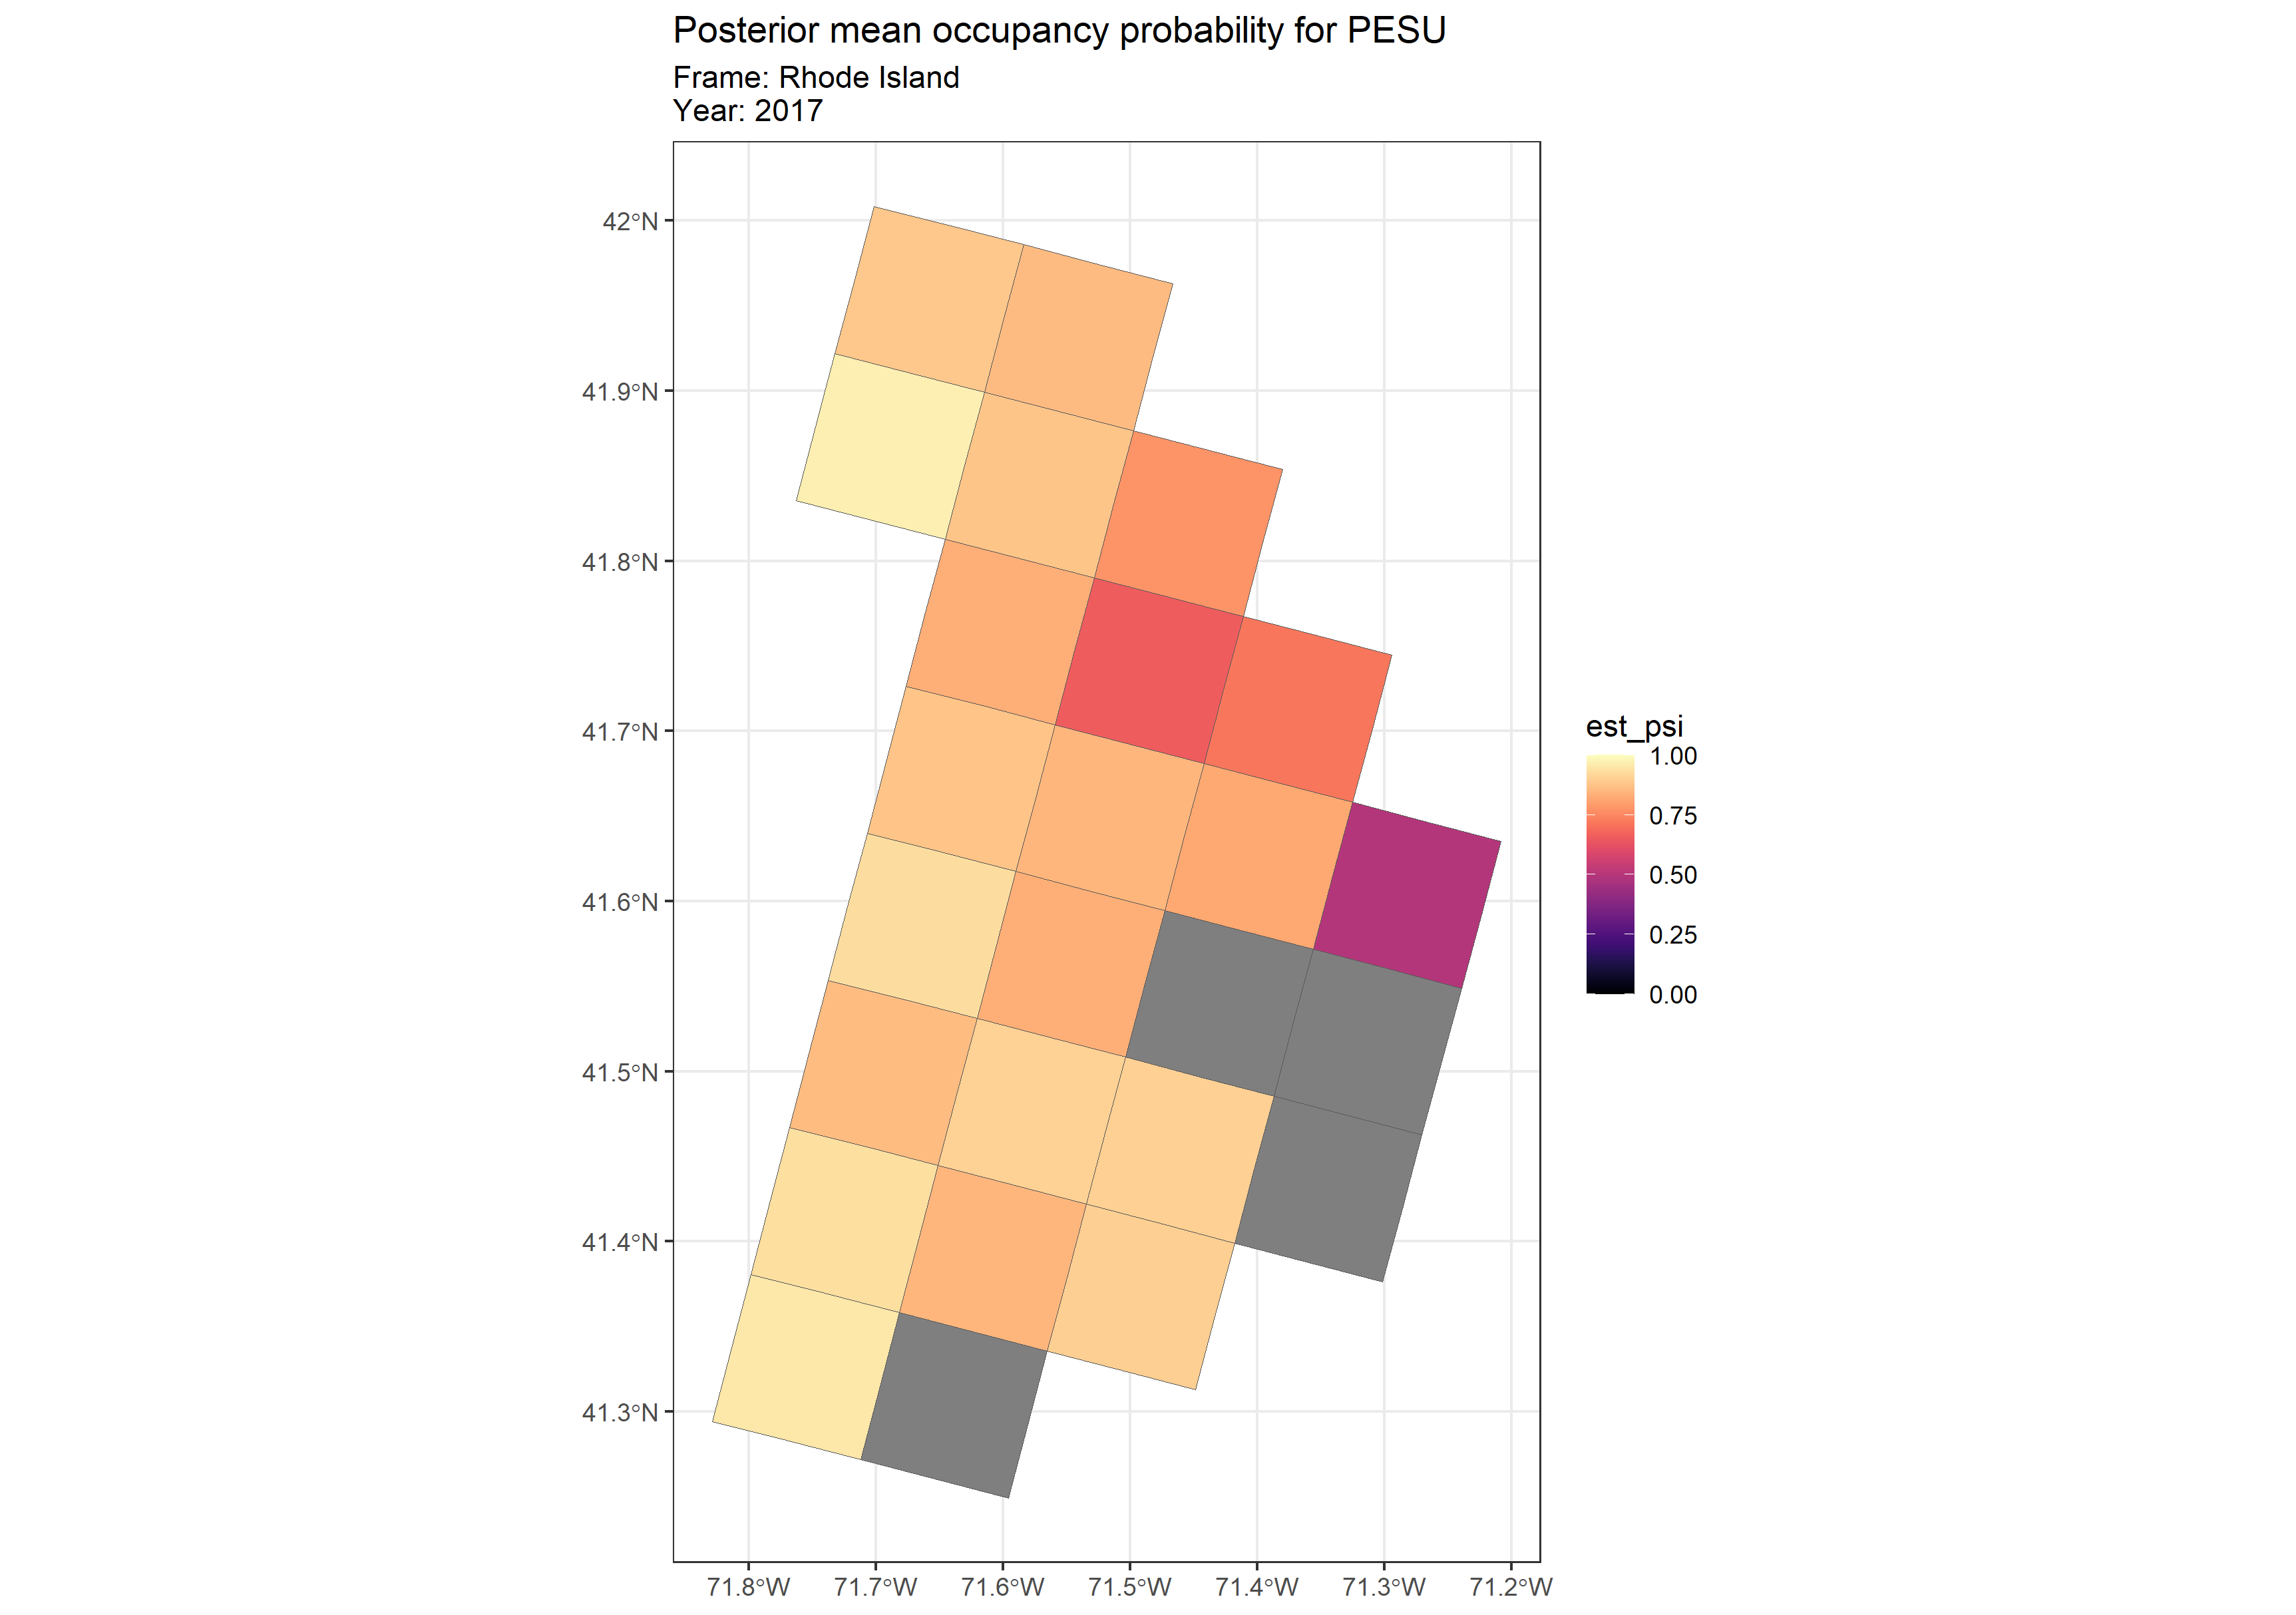 Posterior mean occupancy probability for PESU
Frame: Rhode Island
Year: 2017
42°N
41.9°N
41.8°N
41.7°N
41.6°N
41.5°N
41.4°N
41.3°N
71.8°W 71.7°W 71.6°W 71.5°W 71.4°W 71.3°W 71.2°W
est_psi
1.00
0.75
0.50
0.25
0.00